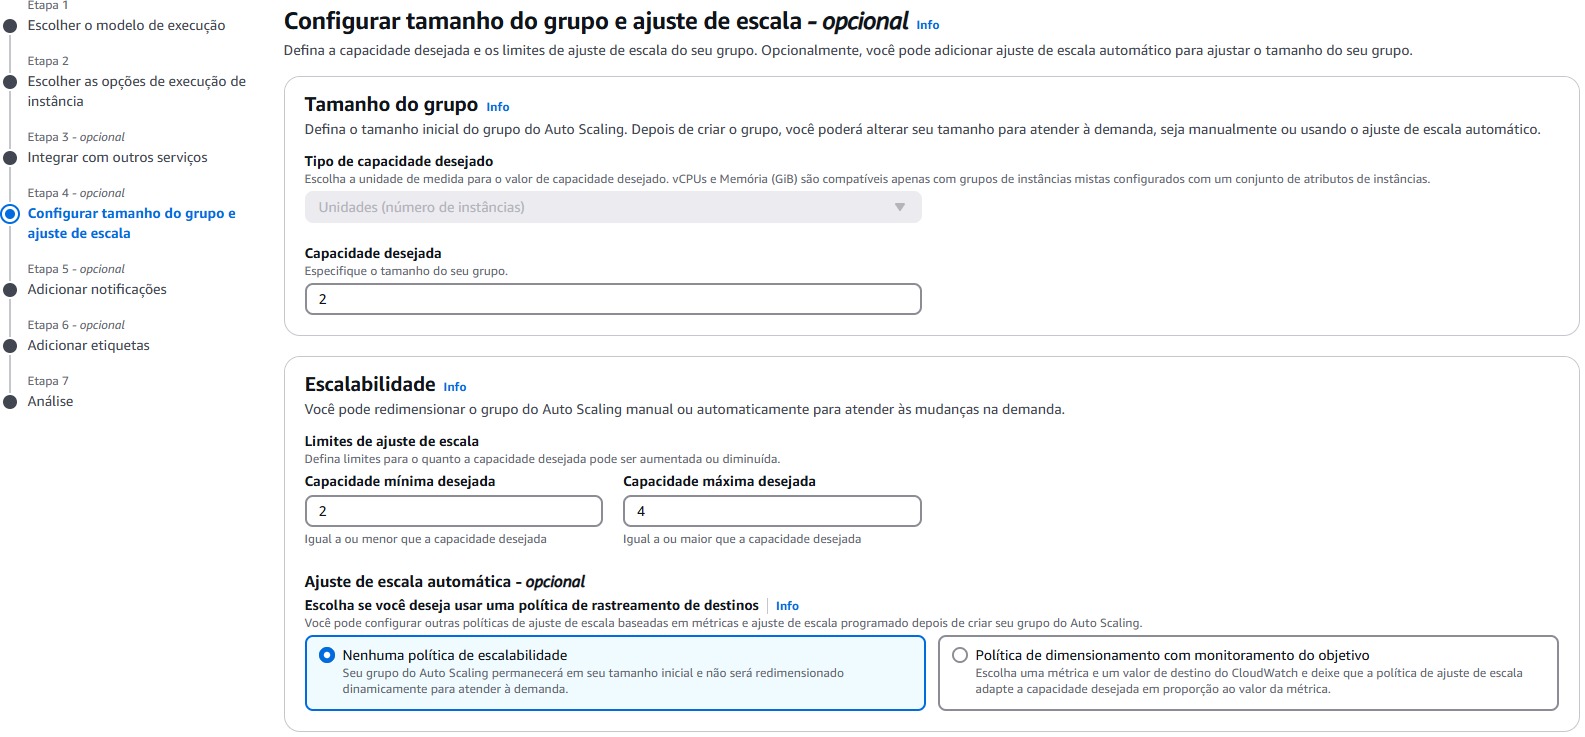 Etapa 1
Escolher o modelo de execução
Etapa 2
Escolher as opções de execução de
instância
Etapa 3 - opcional
Integrar com outros serviços
Etapa 4 - opcional
Configurar tamanho do grupo e
ajuste de escala
Etapa 5 - opcional
Adicionar notificações
Etapa 6 - opcional
Adicionar etiquetas
Etapa 7
Análise
Configurar tamanho do grupo e ajuste de escala - opcional Info
Defina a capacidade desejada e os limites de ajuste de escala do seu grupo. Opcionalmente, você pode adicionar ajuste de escala automático para ajustar o tamanho do seu grupo.
Tamanho do grupo Info
Defina o tamanho inicial do grupo do Auto Scaling. Depois de criar o grupo, você poderá alterar seu tamanho para atender à demanda, seja manualmente ou usando o ajuste de escala automático.
Tipo de capacidade desejado
Escolha a unidade de medida para o valor de capacidade desejado. vCPUs e Memória (GiB) são compatíveis apenas com grupos de instâncias mistas configurados com um conjunto de atributos de instâncias.
Unidades (número de instâncias)
Capacidade desejada
Especifique o tamanho do seu grupo.
2
Escalabilidade Info
Você pode redimensionar o grupo do Auto Scaling manual ou automaticamente para atender às mudanças na demanda.
Limites de ajuste de escala
Defina limites para o quanto a capacidade desejada pode ser aumentada ou diminuída.
Capacidade mínima desejada
2
Igual a ou menor que a capacidade desejada
Capacidade máxima desejada
4
Igual a ou maior que a capacidade desejada
Ajuste de escala automática - opcional
Escolha se você deseja usar uma política de rastreamento de destinos Info
Você pode configurar outras políticas de ajuste de escala baseadas em métricas e ajuste de escala programado depois de criar seu grupo do Auto Scaling.
Nenhuma política de escalabilidade
Seu grupo do Auto Scaling permanecerá em seu tamanho inicial e não será redimensionado
dinamicamente para atender à demanda.
Política de dimensionamento com monitoramento do objetivo
Escolha uma métrica e um valor de destino do CloudWatch e deixe que a política de ajuste de escala
adapte a capacidade desejada em proporção ao valor da métrica.